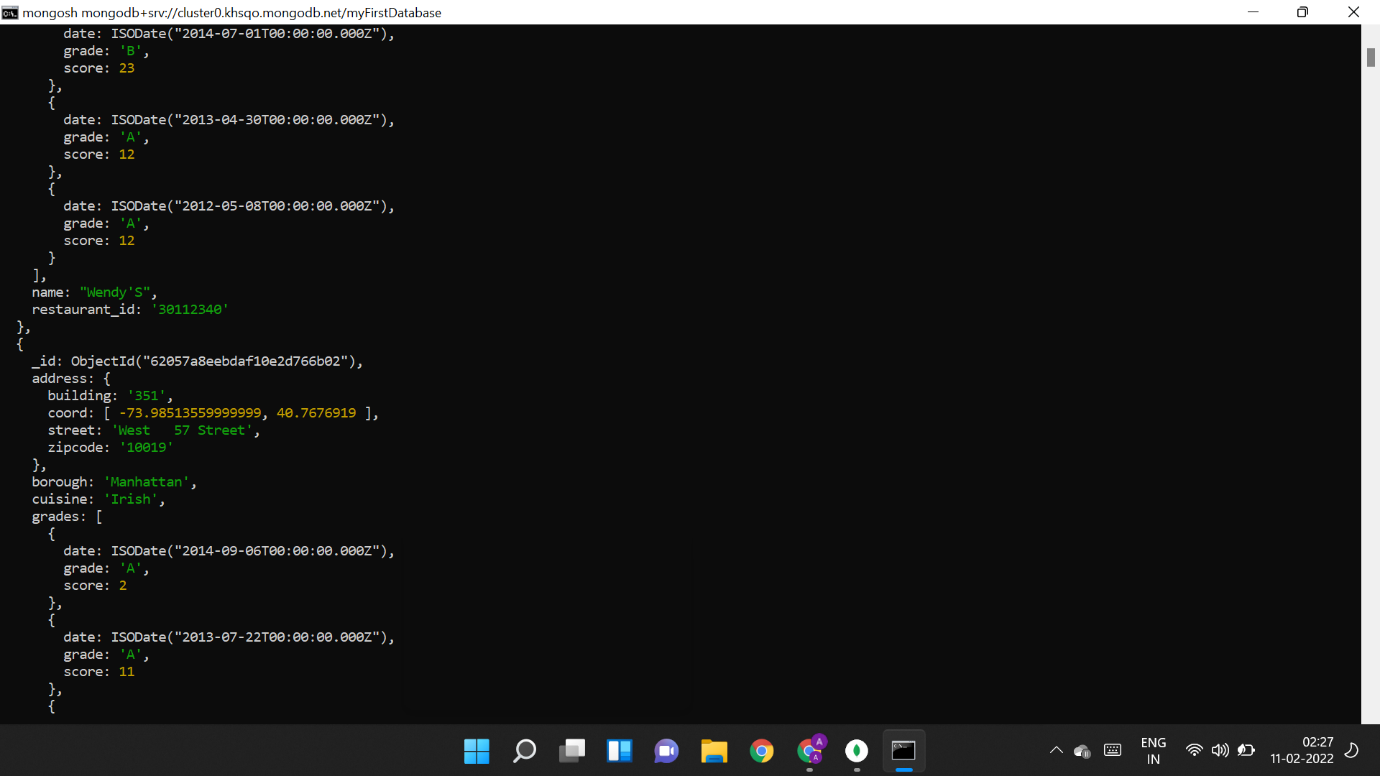 mongosh mongodb+srv://cluster0.khsqo.mongodb.net/myFirstDatabase
date: ISODate("2014-07-01T00:00:00.000Z"),
grade: 'B',
score: 23
},
{
date: ISODate("2013-04-30T00:00:00.000Z"),
grade: 'A',
score: 12
},
{
date: ISODate("2012-05-08T00:00:00.000Z"),
grade: 'A',
score: 12
}
],
name: "Wendy'S",
restaurant_id: '30112340'
},
{
_id: ObjectId("62057a8eebdaf10e2d766b02"),
address: {
building: '351',
coord: [ -73.98513559999999, 40.7676919 ],
street: 'West   57 Street',
zipcode: '10019'
},
borough: 'Manhattan',
cuisine: 'Irish',
grades: [
{
date: ISODate("2014-09-06T00:00:00.000Z"),
grade: 'A',
score: 2
},
{
date: ISODate("2013-07-22T00:00:00.000Z"),
grade: 'A',
score: 11
},
{
A
A
ENG
IN
02:27
11-02-2022